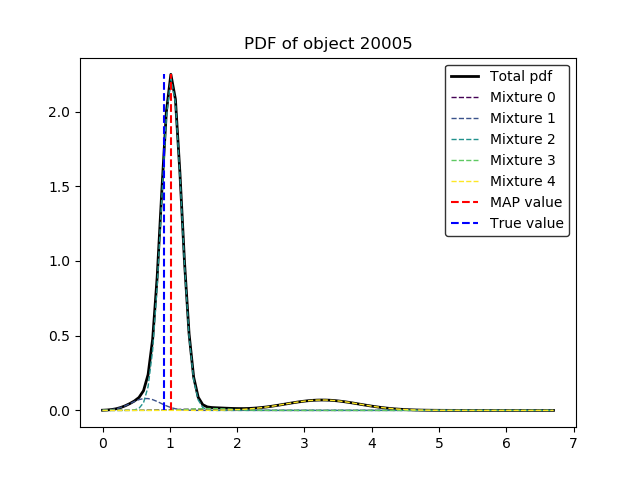 PDF of object 20005
Total pdf
Mixture 0
Mixture 1
Mixture 2
Mixture 3
Mixture 4
MAP value
True value
2.0
1.5
1.0
0.5
0.0
0 1 2 3 4 5 6 7